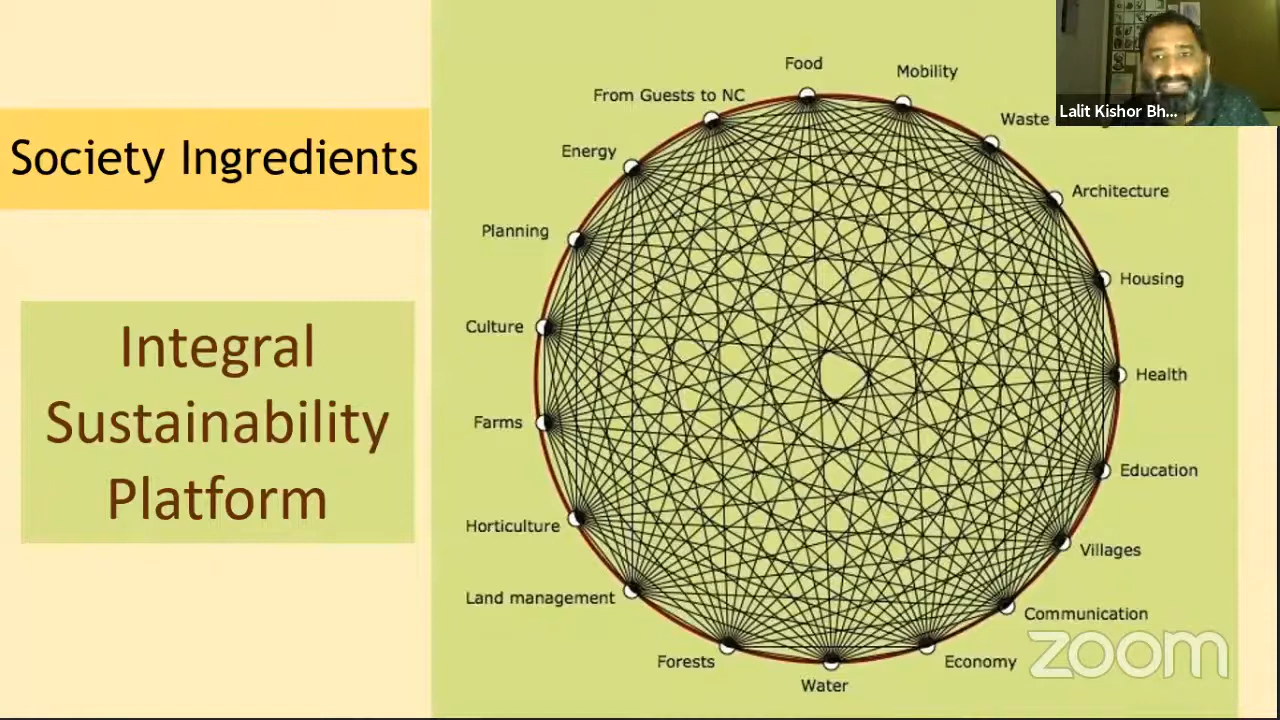 Society Ingredients
Integral
Sustainability
Platform
Food
Mobility
From Guests to NC
Waste
Energy
Architecture
Planning
Housing
Culture
Health
Farms
Education
Horticulture
Villages
Land management
Communication
Forests
Economy
Water
Lalit Kishor Bh...
zoom